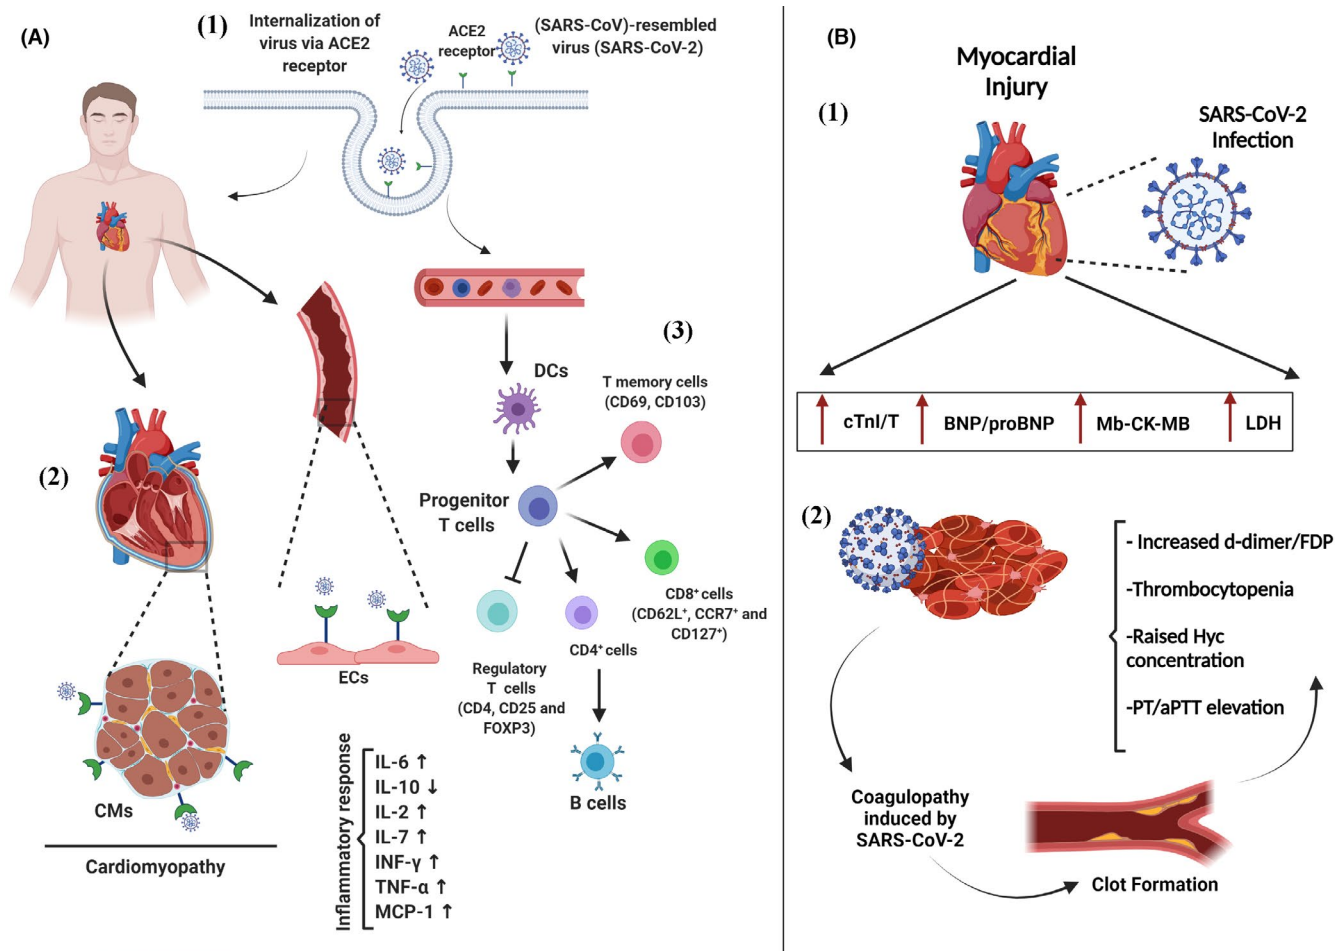 (A)
(1)
Internalization of
virus via ACE2
receptor
ACE2
receptor
(SARS-CoV)-resembled
virus (SARS-CoV-2)
(3)
DCs
T memory cells
(CD69, CD103)
(2)
Progenitor
T cells
CD8⁺ cells
(CD62L⁺, CCR7⁺ and
CD127⁺)
CD4⁺ cells
Regulatory
T cells
(CD4, CD25 and
FOXP3)
ECs
B cells
CMs
Cardiomyopathy
Inflammatory response
IL-6 ↑
IL-10 ↓
IL-2 ↑
IL-7 ↑
INF-γ ↑
TNF-α ↑
MCP-1 ↑
(B)
Myocardial
Injury
(1)
SARS-CoV-2
Infection
cTnI/T
BNP/proBNP
Mb-CK-MB
LDH
(2)
- Increased d-dimer/FDP
-Thrombocytopenia
-Raised Hyc
concentration
-PT/aPTT elevation
Coagulopathy
induced by
SARS-CoV-2
Clot Formation